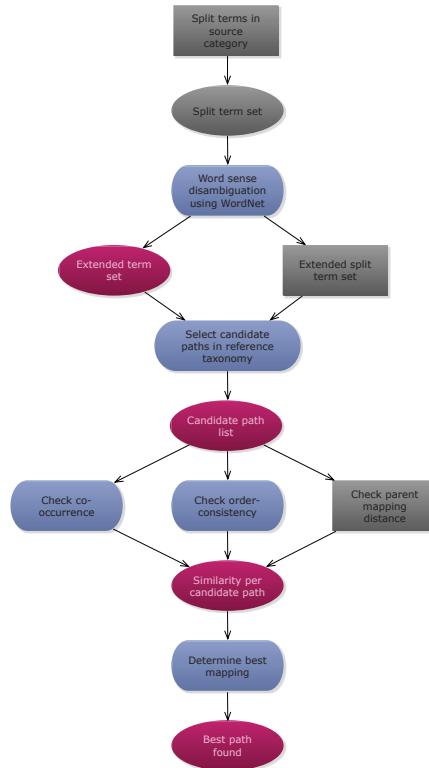 Split terms in
source
category
Split term set
Word sense
disambiguation
using WordNet
Extended term
set
Extended split
term set
Select candidate
paths in reference
taxonomy
Candidate path
list
Check co-
occurrence
Check order-
consistency
Check parent
mapping
distance
Similarity per
candidate path
Determine best
mapping
Best path
found